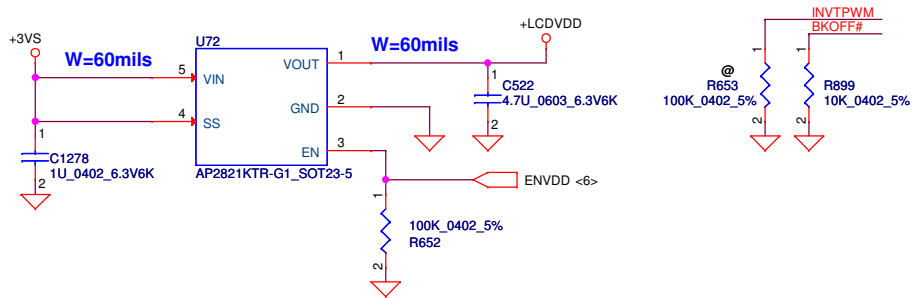 +3VS
W=60mils
U72
5
VIN
4
SS
VOUT
1
GND
2
EN
3
AP2821KTR-G1_SOT23-5
1
C1278
1U_0402_6.3V6K
2
W=60mils
+LCDVDD
1
C522
4.7U_0603_6.3V6K
2
ENVDD <6>
1
100K_0402_5%
R652
2
INVTPWM
BKOFF#
1
@
R653
100K_0402_5%
2
1
R899
10K_0402_5%
2